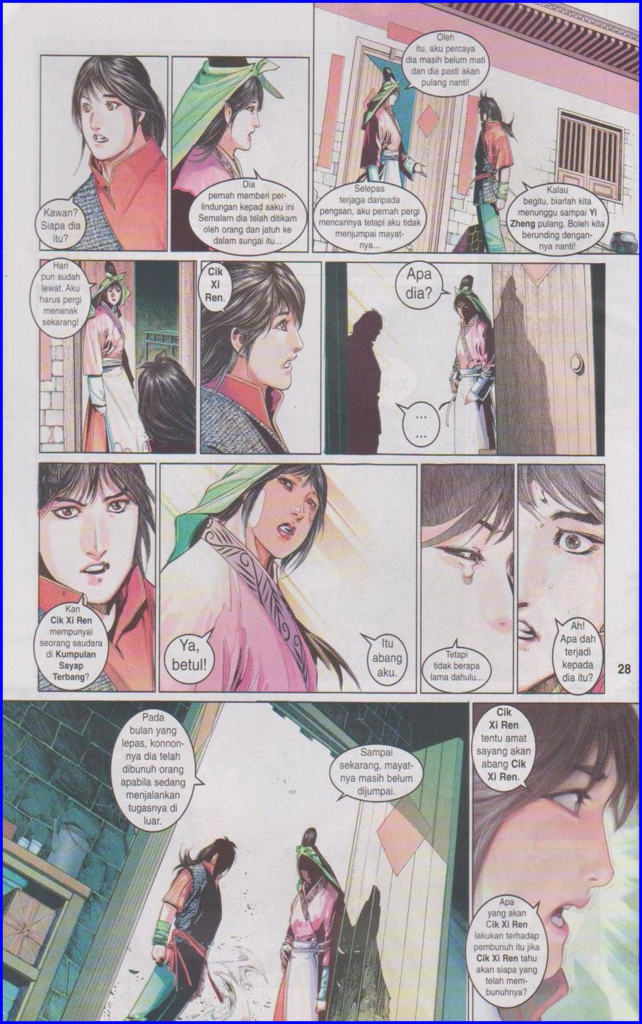 Kawan?
Siapa dia
itu?
Dia
pernah memberi per-
lindungan kepad aaku ini
Semalam dia telah ditikam
oleh orang dan jatuh ke
dalam sungai itu...
Oleh
itu, aku percaya
dia masih belum mati
dan dia pasti akan
pulang nanti!
Selepas
terjaga daripada
pengsan, aku pernah pergi
mencarinya tetapi aku tidak
menjumpai mayat-
nya...
Kalau
begitu, biarlah kita
menunggu sampai Yi
Zheng pulang. Boleh kita
berunding dengan-
nya nanti!
Hari
pun sudah
lewat. Aku
harus pergi
menanak
sekarang!
Cik
Xi
Ren.
Apa
dia?
...
...
Kan
Cik Xi Ren
mempunyai
seorang saudara
di Kumpulan
Sayap
Terbang?
Ya,
betul!
Itu
abang
aku.
Tetapi
tidak berapa
lama dahulu...
Ah!
Apa dah
terjadi
kepada
dia itu?
28
Pada
bulan yang
lepas, konnon-
nya dia telah
dibunuh orang
apabila sedang
menjalankan
tugasnya di
luar.
Sampai
sekarang, mayat-
nya masih belum
dijumpai.
Cik
Xi Ren
tentu amat
sayang akan
abang Cik
Xi Ren.
Apa
yang akan
Cik Xi Ren
lakukan terhadap
pembunuh itu jika
Cik Xi Ren tahu
akan siapa yang
telah mem-
bunuhnya?